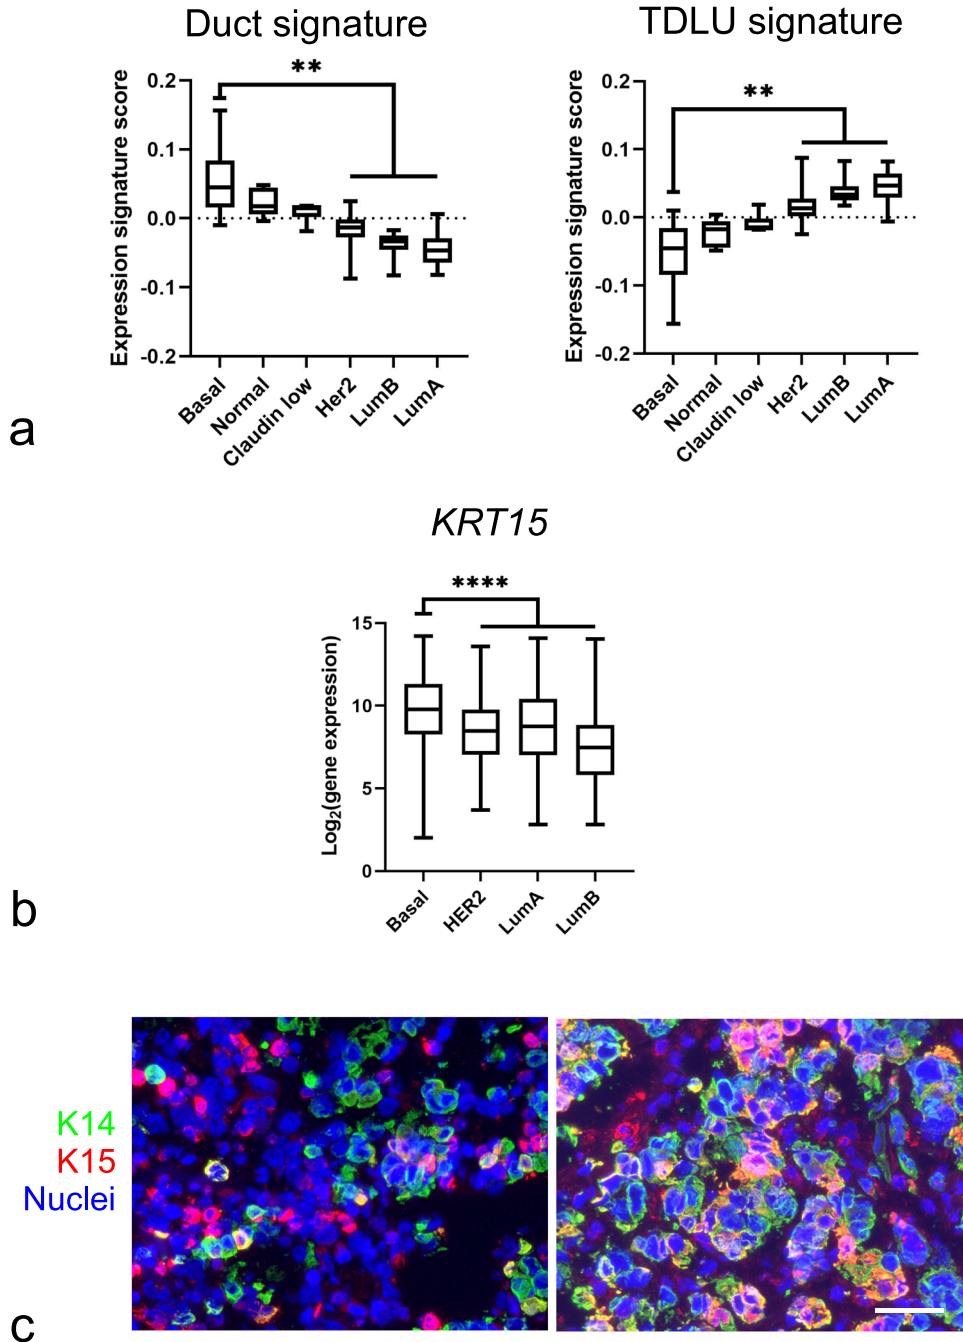 Duct signature
TDLU signature
**
**
Expression signature score
0.2
0.1
0.0
-0.1
-0.2
Basal
Normal
Claudin low
Her2
LumB
LumA
Expression signature score
0.2
0.1
0.0
-0.1
-0.2
Basal
Normal
Claudin low
Her2
LumB
LumA
a
KRT15
****
Log₂(gene expression)
15
10
5
0
Basal
HER2
LumA
LumB
b
K14
K15
Nuclei
c